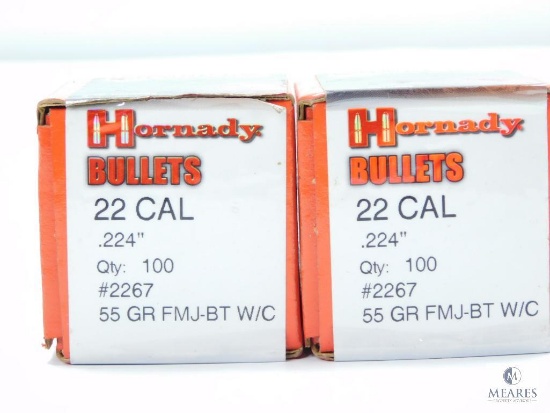 Hornady
BULLETS
22 CAL
.224"
Qty: 100
#2267
55 GR FMJ-BT W/C
Hornady
BULLETS
22 CAL
.224"
Qty: 100
#2267
55 GR FMJ-BT W/C
M
MEARES